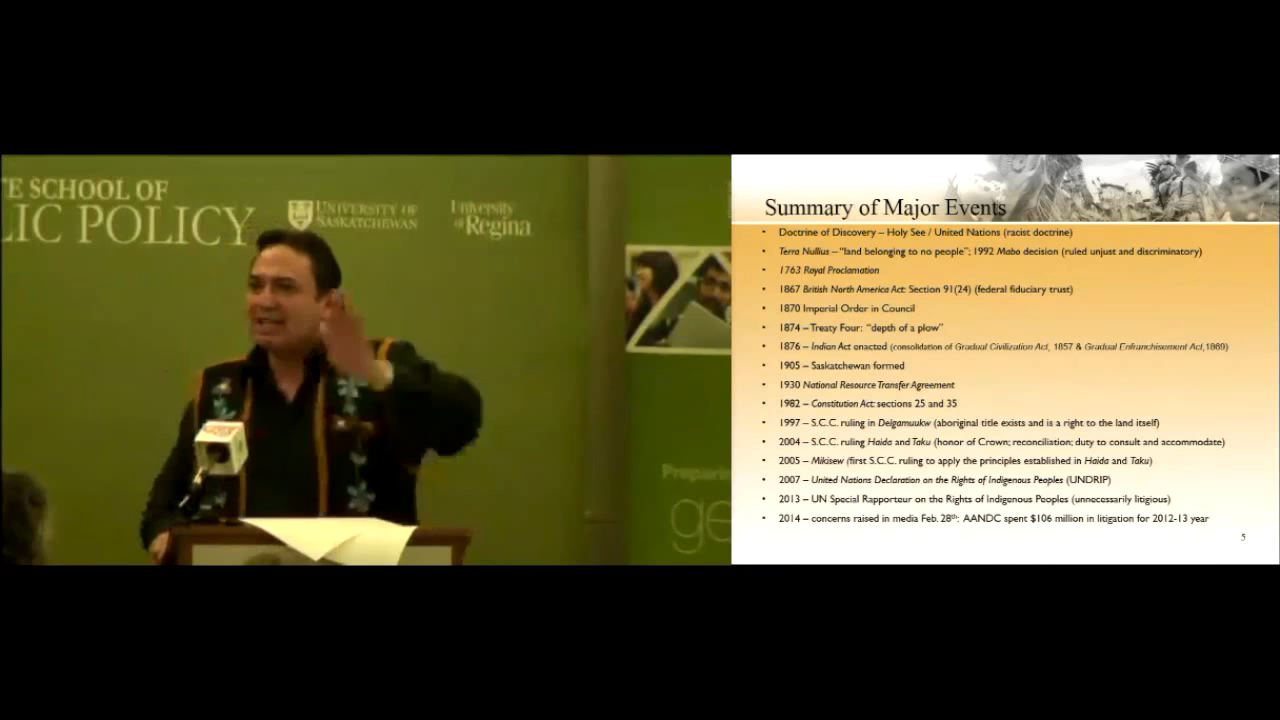 E SCHOOL OF
LIC POLICY
UNIVERSITY OF
SASKATCHEWAN
University
of Regina
Preparing
ge
Summary of Major Events
• Doctrine of Discovery – Holy See / United Nations (racist doctrine)
• Terra Nullius – “land belonging to no people”; 1992 Mabo decision (ruled unjust and discriminatory)
• 1763 Royal Proclamation
• 1867 British North America Act: Section 91(24) (federal fiduciary trust)
• 1870 Imperial Order in Council
• 1874 – Treaty Four: “depth of a plow”
• 1876 – Indian Act enacted (consolidation of Gradual Civilization Act, 1857 & Gradual Enfranchisement Act,1869)
• 1905 – Saskatchewan formed
• 1930 National Resource Transfer Agreement
• 1982 – Constitution Act: sections 25 and 35
• 1997 – S.C.C. ruling in Delgamuukw (aboriginal title exists and is a right to the land itself)
• 2004 – S.C.C. ruling Haida and Taku (honor of Crown; reconciliation; duty to consult and accommodate)
• 2005 – Mikisew (first S.C.C. ruling to apply the principles established in Haida and Taku)
• 2007 – United Nations Declaration on the Rights of Indigenous Peoples (UNDRIP)
• 2013 – UN Special Rapporteur on the Rights of Indigenous Peoples (unnecessarily litigious)
• 2014 – concerns raised in media Feb. 28th: AANDC spent $106 million in litigation for 2012-13 year
5